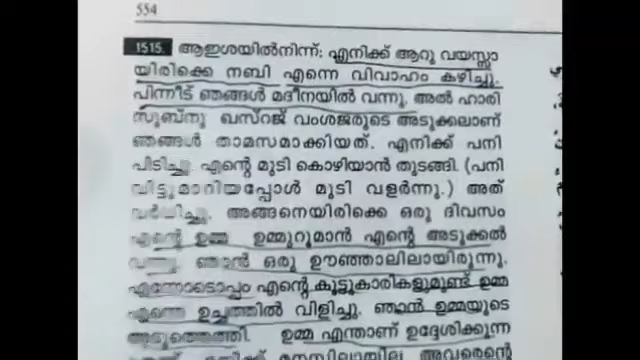 554
1515. ആഇശയിൽനിന്ന്: എനിക്ക് ആറു വയസ്സാ
യിരിക്കെ നബി എന്നെ വിവാഹം കഴിച്ചു.
പിന്നീട് ഞങ്ങൾ മദീനയിൽ വന്നു. അൽ ഹാരി
സുബ്നു ഖസ്റജ് വംശജരുടെ അടുക്കലാണ്
ഞങ്ങൾ താമസമാക്കിയത്. എനിക്ക് പനി
പിടിച്ചു. എന്റെ മുടി കൊഴിയാൻ തുടങ്ങി. (പനി
വിട്ടുമാറിയപ്പോൾ മുടി വളർന്നു.) അത്
വർധിച്ചു. അങ്ങനെയിരിക്കെ ഒരു ദിവസം
എന്റെ ഉമ്മ ഉമ്മുറുമാൻ എന്റെ അടുക്കൽ
വന്നു. ഞാൻ ഒരു ഊഞ്ഞാലിലായിരുന്നു.
എന്നോടൊപ്പം എന്റെ കൂട്ടുകാരികളുമുണ്ട്. ഉമ്മ
എന്നെ ഉച്ചത്തിൽ വിളിച്ചു. ഞാൻ ഉമ്മയുടെ
അടുത്തെത്തി. ഉമ്മ എന്താണ് ഉദ്ദേശിക്കുന്ന
മനസ്സിലായില്ല. അവരെന്റെ